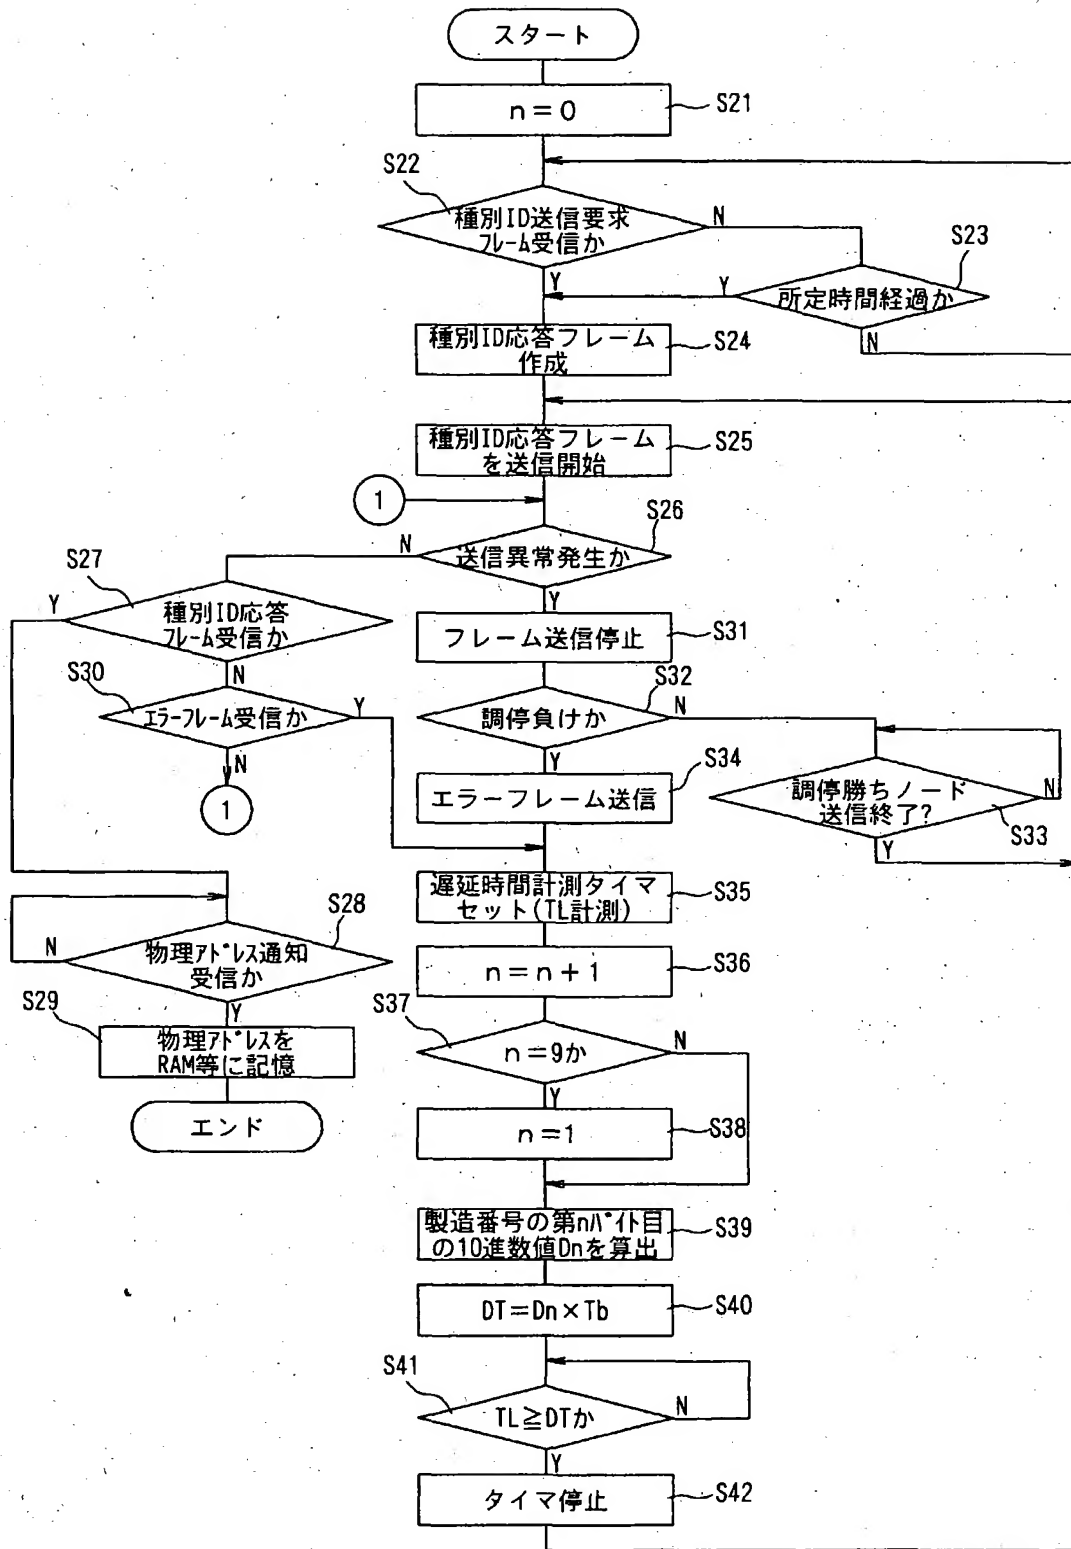 スタート
n=0
S21
S22
種別ID送信要求
フレーム受信か
N
Y
S23
所定時間経過か
Y
N
種別ID応答フレーム
作成
S24
種別ID応答フレーム
を送信開始
S25
1
S26
送信異常発生か
N
Y
S27
種別ID応答
フレーム受信か
Y
N
フレーム送信停止
S31
S30
エラーフレーム受信か
Y
N
1
S32
調停負けか
N
Y
エラーフレーム送信
S34
調停勝ちノード
送信終了?
N
Y
S33
遅延時間計測タイマ
セット(TL計測)
S35
S28
物理アドレス通知
受信か
N
Y
n=n+1
S36
S29
物理アドレスを
RAM等に記憶
エンド
S37
n=9か
N
Y
n=1
S38
製造番号の第nバイト目
の10進数値Dnを算出
S39
DT=Dn×Tb
S40
S41
TL≧DTか
N
Y
タイマ停止
S42